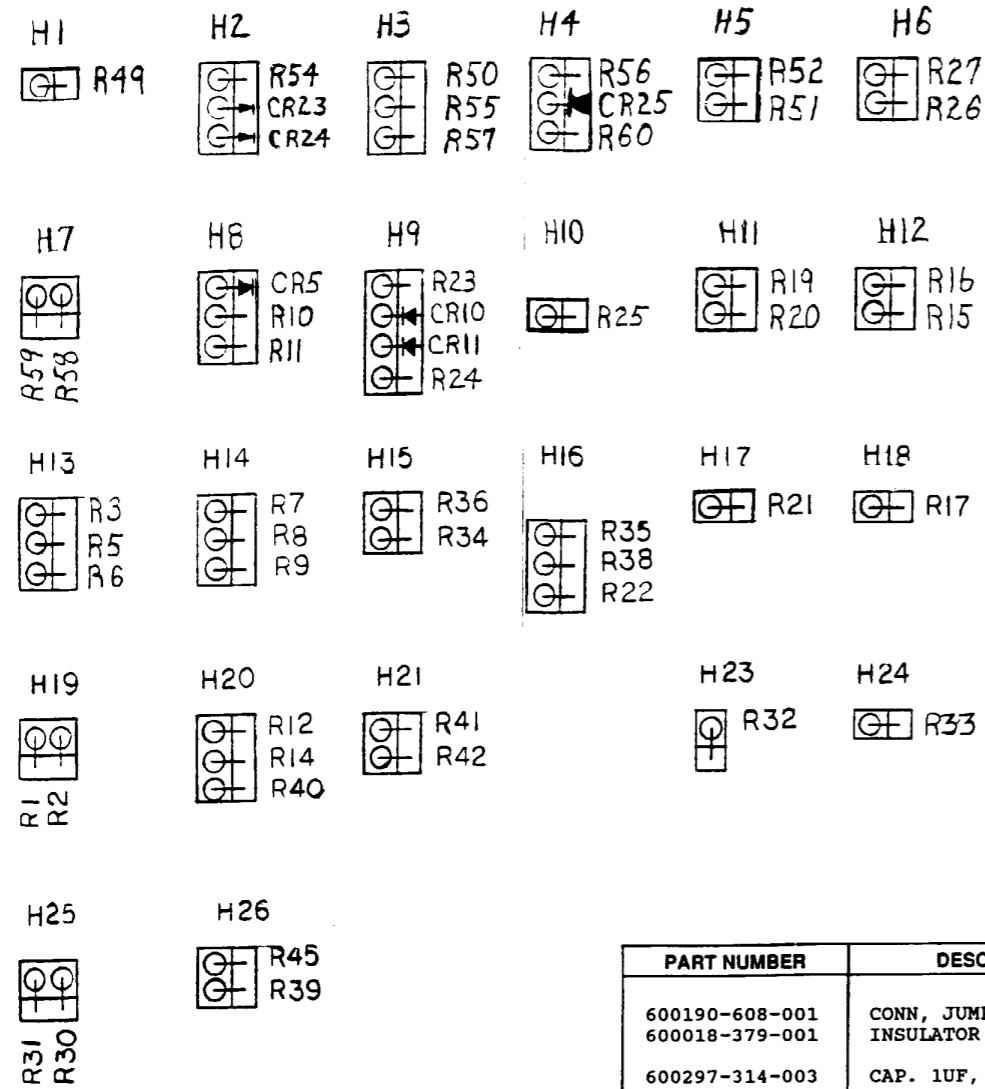 H1 H2 H3 H4 H5 H6
R49 R54 R50 R56 R52 R27
CR23 R55 CR25 R51 R26
CR24 R57 R60
H7 H8 H9 H10 H11 H12
CR5 R23 R25 R19 R16
R10 CR10 R20 R15
R11 CR11
R24
R59 R58
H13 H14 H15 H16 H17 H18
R3 R7 R36 R35 R21 R17
R5 R8 R34 R38
R6 R9 R22
H19 H20 H21 H23 H24
R12 R41 R32 R33
R14 R42
R40
R1 R2
H25 H26
R45
R39
R31 R30
PART NUMBER DESC
600190-608-001 CONN, JUM
600018-379-001 INSULATOR
600297-314-003 CAP. 1UF,